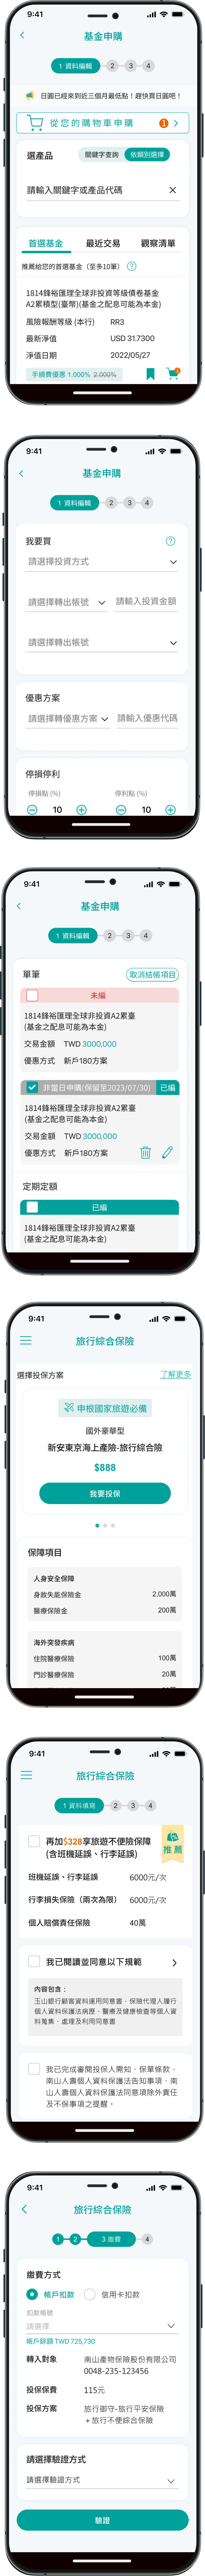 9:41
基金申購
1 資料編輯 2 3 4
日圓已經來到近三個月最低點！趕快買日圓吧！
從您的購物車申購 1
選產品 關鍵字查詢 依類別選擇
請輸入關鍵字或產品代碼
首選基金 最近交易 觀察清單
推薦給您的首選基金（至多10筆） ?
1814鋒裕匯理全球非投資等級債卷基金
A2累積型(臺幣)(基金之配息可能為本金)
風險報酬等級 (本行) RR3
最新淨值 USD 31.7300
淨值日期 2022/05/27
手續費優惠 1.000% 2.000%
9:41
基金申購
1 資料編輯 2 3 4
我要買 ?
請選擇投資方式
請選擇轉出帳號 請輸入投資金額
請選擇轉出帳號
優惠方案
請選擇轉優惠方案 請輸入優惠代碼
停損停利
停損點 (%) 停利點 (%)
10 10
9:41
基金申購
1 資料編輯 2 3 4
單筆 取消結帳項目
未編
1814鋒裕匯理全球非投資A2累臺
(基金之配息可能為本金)
交易金額 TWD 3000,000
優惠方式 新戶180方案
非當日申購(保留至2023/07/30) 已編
1814鋒裕匯理全球非投資A2累臺
(基金之配息可能為本金)
交易金額 TWD 3000,000
優惠方式 新戶180方案
定期定額
已編
1814鋒裕匯理全球非投資A2累臺
(基金之配息可能為本金)
9:41
旅行綜合保險
選擇投保方案 了解更多
申根國家旅遊必備
國外豪華型
新安東京海上產險-旅行綜合險
$888
我要投保
保障項目
人身安全保障
身故失能保險金 2,000萬
醫療保險金 200萬
海外突發疾病
住院醫療保險 100萬
門診醫療保險 20萬
9:41
旅行綜合保險
1 資料填寫 2 3 4
再加$328享旅遊不便險保障
(含班機延誤、行李延誤)
推薦
班機延誤、行李延誤 6000元/次
行李損失保險（兩次為限） 6000元/次
個人賠償責任保險 40萬
我已閱讀並同意以下規範
內容包含：
玉山銀行顧客資料運用同意書、保險代理人履行
個人資料保護法病歷、醫療及健康檢查等個人資
料蒐集、處理及利用同意書
我已完成審閱投保人需知、保單條款、
南山人壽個人資料保護法告知事項、南
山人壽個人資料保護法同意項除外責任
及不保事項之提醒。
9:41
旅行綜合保險
1 2 3 繳費 4
繳費方式
帳戶扣款 信用卡扣款
扣款帳號
請選擇
帳戶餘額 TWD 725,730
轉入對象 南山產物保險股份有限公司
0048-235-123456
投保保費 115元
投保方案 旅行御守-旅行平安保險
+ 旅行不便綜合保險
請選擇驗證方式
請選擇驗證方式
驗證